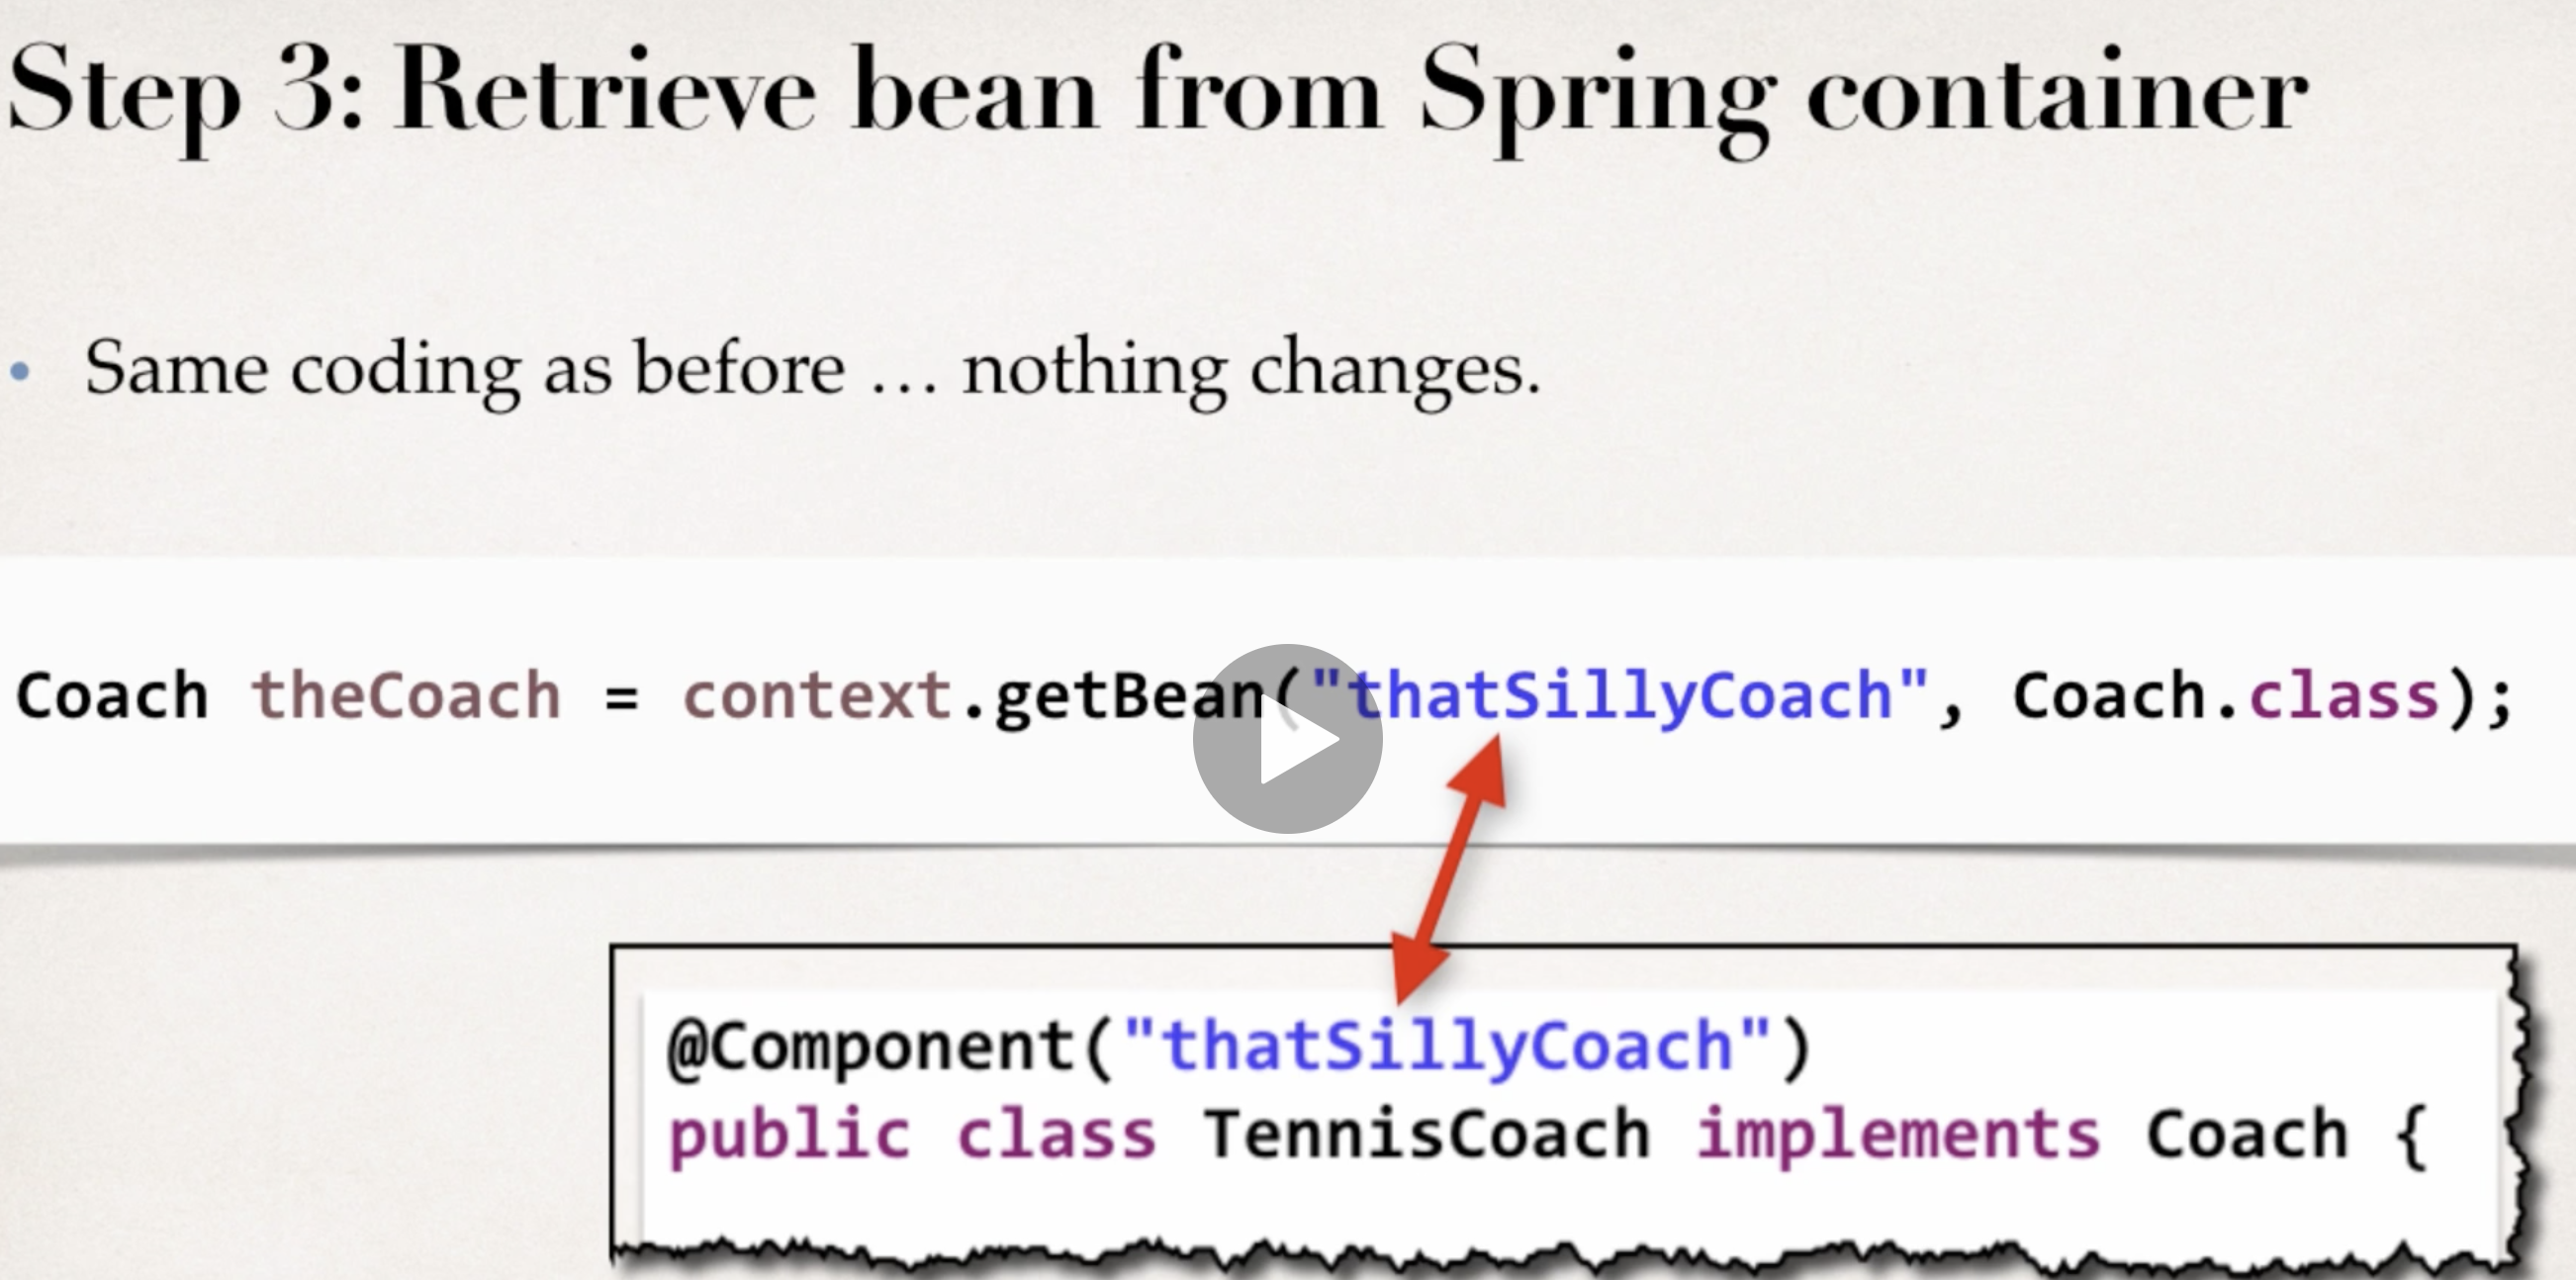 Step 3: Retrieve bean from Spring container
• Same coding as before … nothing changes.
Coach theCoach = context.getBean("thatSillyCoach", Coach.class);
@Component("thatSillyCoach")
public class TennisCoach implements Coach {